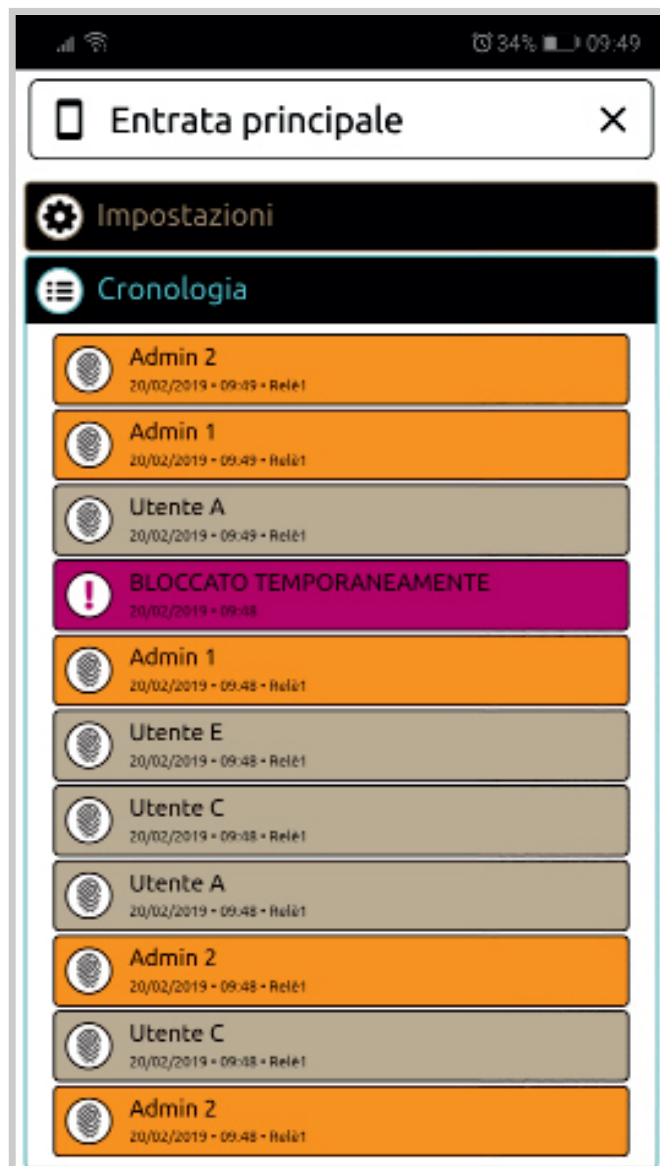 34% 09:49
Entrata principale
Impostazioni
Cronologia
Admin 2
20/02/2019 • 09:49 • Relè1
Admin 1
20/02/2019 • 09:49 • Relè1
Utente A
20/02/2019 • 09:49 • Relè1
BLOCCATO TEMPORANEAMENTE
20/02/2019 • 09:48
Admin 1
20/02/2019 • 09:48 • Relè1
Utente E
20/02/2019 • 09:48 • Relè1
Utente C
20/02/2019 • 09:48 • Relè1
Utente A
20/02/2019 • 09:48 • Relè1
Admin 2
20/02/2019 • 09:48 • Relè1
Utente C
20/02/2019 • 09:48 • Relè1
Admin 2
20/02/2019 • 09:48 • Relè1